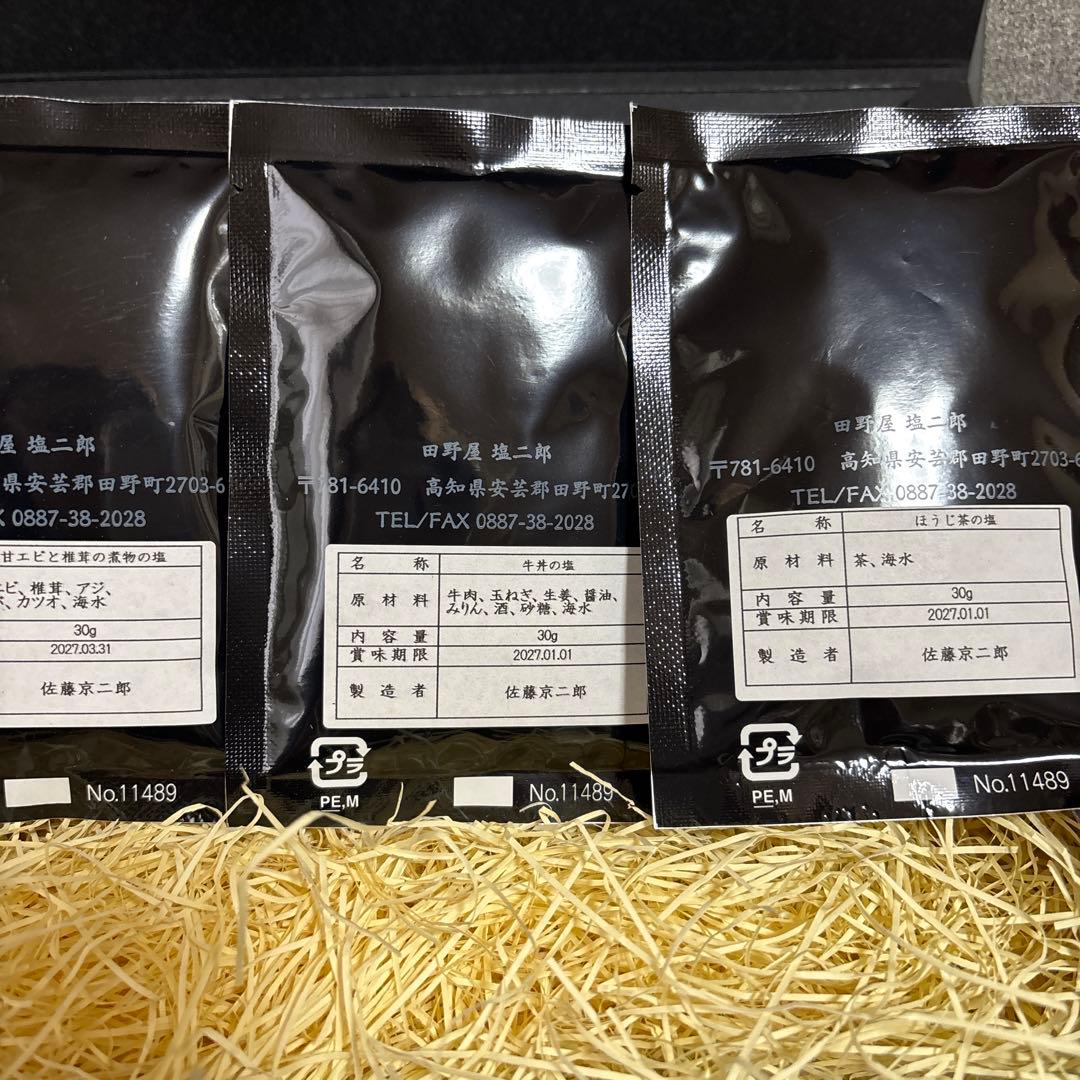 屋 塩二郎
県安芸郡田野町2703-6
X 0887-38-2028
甘エビと椎茸の煮物の塩
エビ、椎茸、アジ、
、カツオ、海水
30g
2027.03.31
佐藤京二郎
No.11489
田野屋 塩二郎
〒781-6410 高知県安芸郡田野町270
TEL/FAX 0887-38-2028
名称 牛丼の塩
原材料 牛肉、玉ねぎ、生姜、醤油、
みりん、酒、砂糖、海水
内容量 30g
賞味期限 2027.01.01
製造者 佐藤京二郎
プラ
PE,M
No.11489
田野屋 塩二郎
〒781-6410 高知県安芸郡田野町2703-6
TEL/FAX 0887-38-2028
名称 ほうじ茶の塩
原材料 茶、海水
内容量 30g
賞味期限 2027.01.01
製造者 佐藤京二郎
プラ
PE,M
No.11489